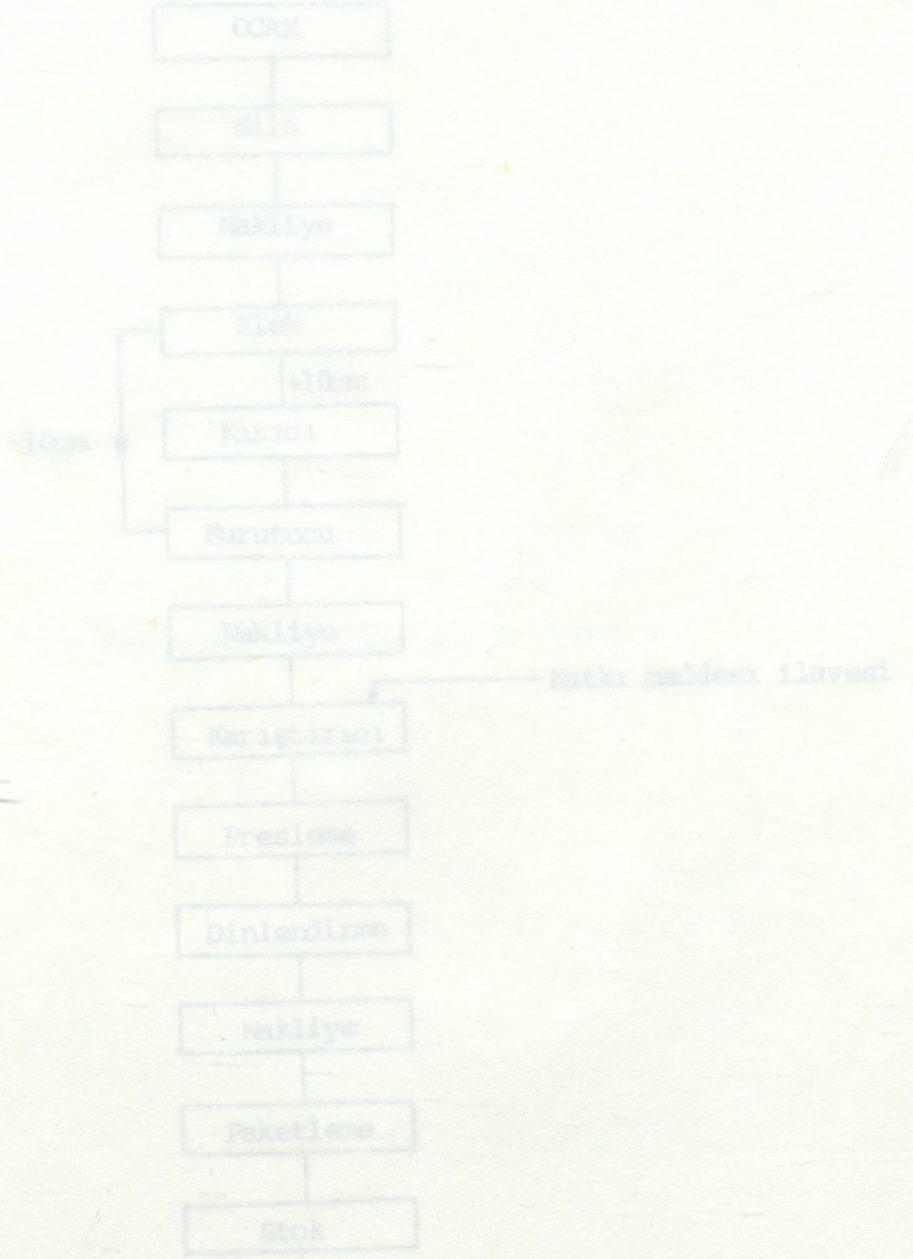 OCAK
Silo
Nakliye
Elek
+10mm
Kırıcı
-10mm
Kurutucu
Nakliye
Katkı maddesi ilavesi
Karıştırıcı
Presleme
Dinlendirme
Nakliye
Paketleme
Stok